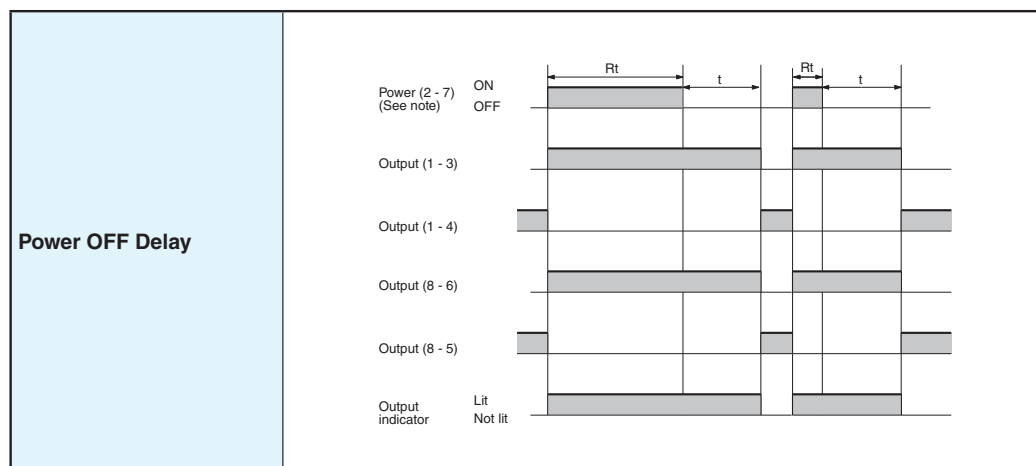 Power OFF Delay
Rt
t
Rt
t
Power (2 - 7)
(See note)
ON
OFF
Output (1 - 3)
Output (1 - 4)
Output (8 - 6)
Output (8 - 5)
Output
indicator
Lit
Not lit